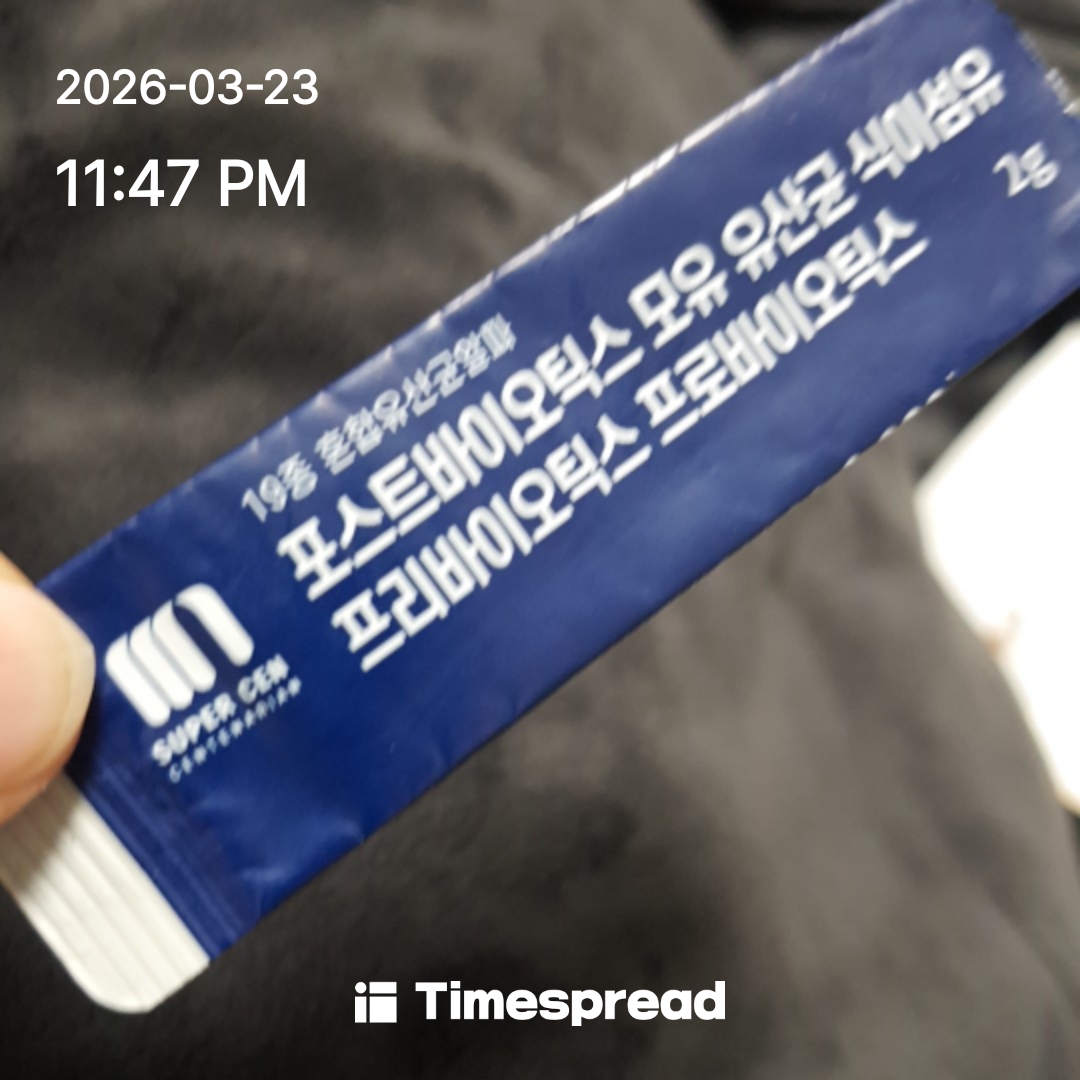 2026-03-23
11:47 PM
19종 혼합유산균
포스트바이오틱스 모유 유산균 식이섬유
프리바이오틱스 프로바이오틱스
2g
SUPER CEN
CENTENARIAN
Timespread